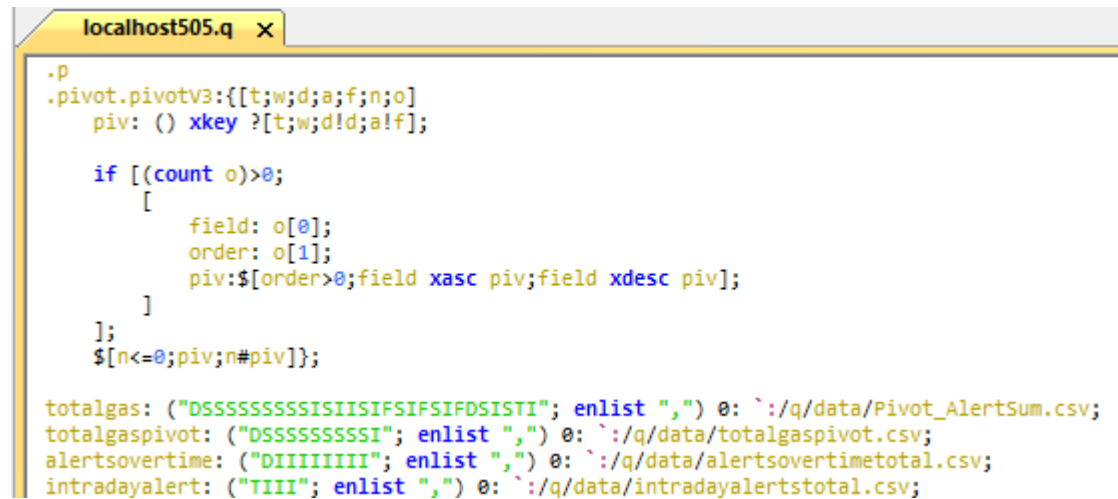 localhost505.q x
.p
.pivot.pivotV3:{[t;w;d;a;f;n;o]
    piv: () xkey ?[t;w;d!d;a!f];

    if [(count o)>0;
        [
            field: o[0];
            order: o[1];
            piv:$[order>0;field xasc piv;field xdesc piv];
        ]
    ];
    $[n<=0;piv;n#piv]};

totalgas: ("DSSSSSSSSSISIISIFSIFSIFDSISTI"; enlist ",") 0: `:/q/data/Pivot_AlertSum.csv;
totalgaspivot: ("DSSSSSSSSSSI"; enlist ",") 0: `:/q/data/totalgaspivot.csv;
alertsovertime: ("DIIIIIIII"; enlist ",") 0: `:/q/data/alertsovertimetotal.csv;
intradayalert: ("TIII"; enlist ",") 0: `:/q/data/intradayalertstotal.csv;